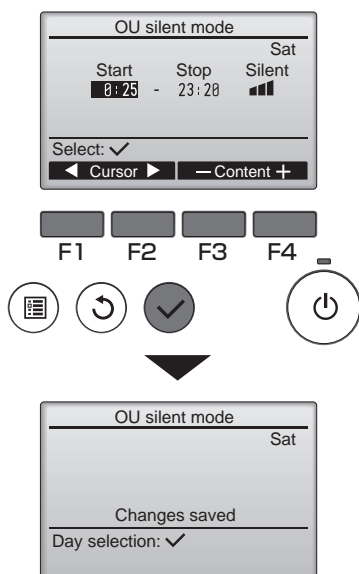 OU silent mode
Sat
Start Stop Silent
0:25 - 23:20
Select: ✓
◀ Cursor ▶ — Content +
F1 F2 F3 F4
OU silent mode
Sat
Changes saved
Day selection: ✓